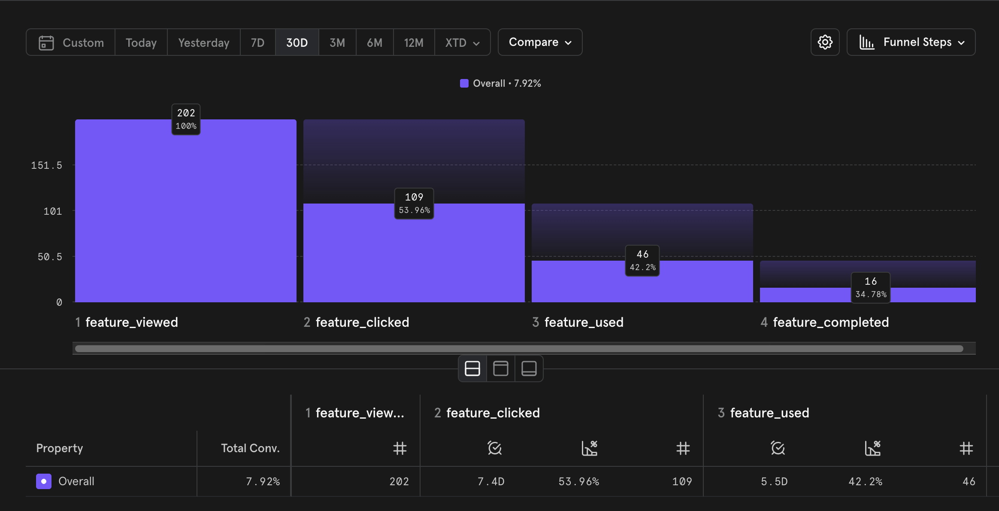 Custom Today Yesterday 7D 30D 3M 6M 12M XTD Compare Funnel Steps
Overall • 7.92%
202
100%
151.5
109
53.96%
101
46
42.2%
50.5
16
34.78%
0
1 feature_viewed 2 feature_clicked 3 feature_used 4 feature_completed
1 feature_view... 2 feature_clicked 3 feature_used
Property Total Conv.
Overall 7.92% 202 7.4D 53.96% 109 5.5D 42.2% 46